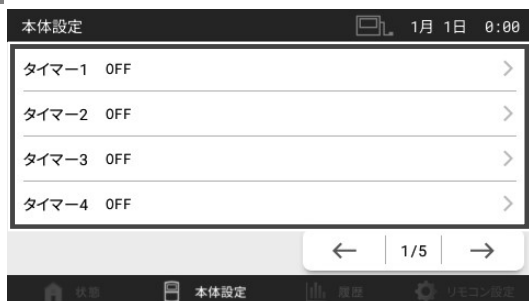 本体設定 1月 1日 0:00
タイマー1 OFF
タイマー2 OFF
タイマー3 OFF
タイマー4 OFF
← 1/5 →
状態 本体設定 履歴 リモコン設定